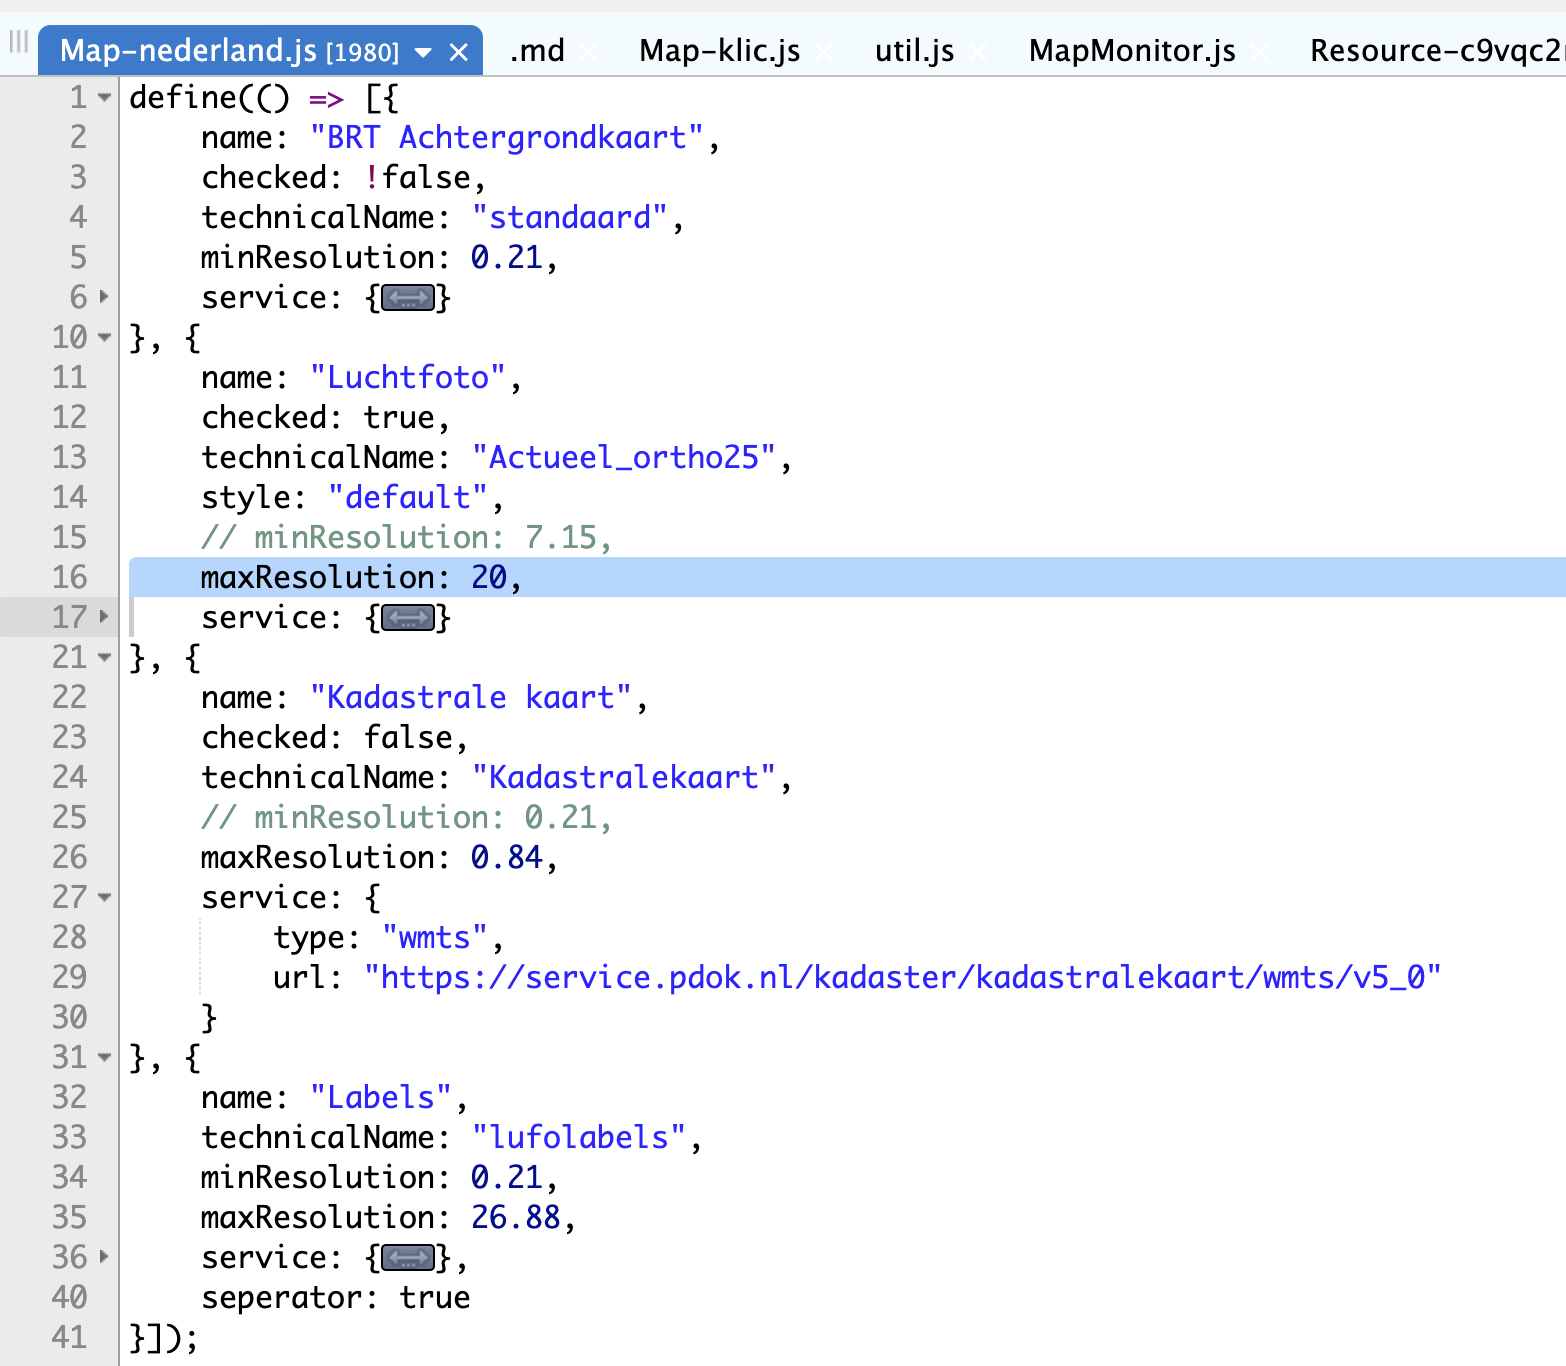 Map-nederland.js [1980] .md Map-klic.js util.js MapMonitor.js Resource-c9vqc2
1 define(() => [{
2 name: "BRT Achtergrondkaart",
3 checked: !false,
4 technicalName: "standaard",
5 minResolution: 0.21,
6 service: {...}
10 }, {
11 name: "Luchtfoto",
12 checked: true,
13 technicalName: "Actueel_ortho25",
14 style: "default",
15 // minResolution: 7.15,
16 maxResolution: 20,
17 service: {...}
21 }, {
22 name: "Kadastrale kaart",
23 checked: false,
24 technicalName: "Kadastralekaart",
25 // minResolution: 0.21,
26 maxResolution: 0.84,
27 service: {
28 type: "wmts",
29 url: "https://service.pdok.nl/kadaster/kadastralekaart/wmts/v5_0"
30 }
31 }, {
32 name: "Labels",
33 technicalName: "lufolabels",
34 minResolution: 0.21,
35 maxResolution: 26.88,
36 service: {...},
40 seperator: true
41 }]);